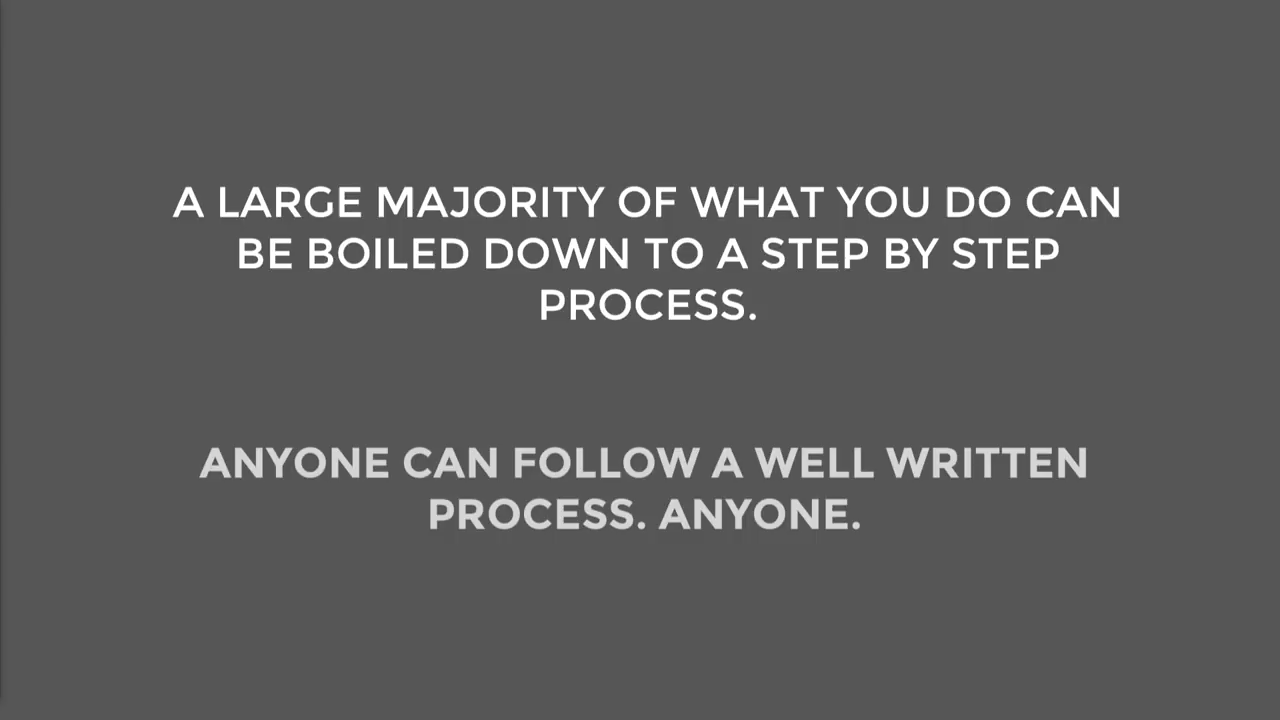 A LARGE MAJORITY OF WHAT YOU DO CAN
BE BOILED DOWN TO A STEP BY STEP
PROCESS.
ANYONE CAN FOLLOW A WELL WRITTEN
PROCESS. ANYONE.